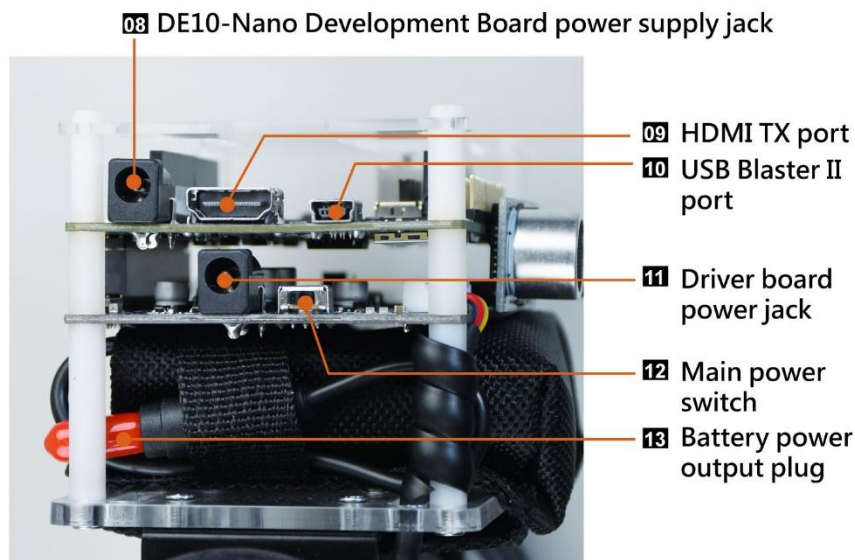 08 DE10-Nano Development Board power supply jack
09 HDMI TX port
10 USB Blaster II
port
11 Driver board
power jack
12 Main power
switch
13 Battery power
output plug